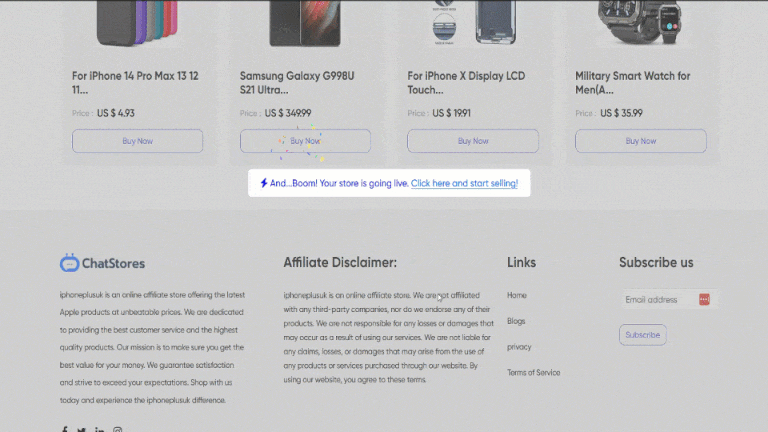 For iPhone 14 Pro Max 13 12
11...
Price : US $ 4.93
Buy Now
Samsung Galaxy G998U
S21 Ultra...
Price : US $ 349.99
Buy Now
For iPhone X Display LCD
Touch...
Price : US $ 19.91
Buy Now
Military Smart Watch for
Men(A...
Price : US $ 35.99
Buy Now
And...Boom! Your store is going live. Click here and start selling!
ChatStores
iphoneplusuk is an online affiliate store offering the latest
Apple products at unbeatable prices. We are dedicated
to providing the best customer service and the highest
quality products. Our mission is to make sure you get the
best value for your money. We guarantee satisfaction
and strive to exceed your expectations. Shop with us
today and experience the iphoneplusuk difference.
Affiliate Disclaimer:
iphoneplusuk is an online affiliate store. We are not affiliated
with any third-party companies, nor do we endorse any of their
products. We are not responsible for any losses or damages that
may occur as a result of using our services. We are not liable for
any claims, losses, or damages that may arise from the use of
any products or services purchased through our website. By
using our website, you agree to these terms.
Links
Home
Blogs
privacy
Terms of Service
Subscribe us
Email address
Subscribe